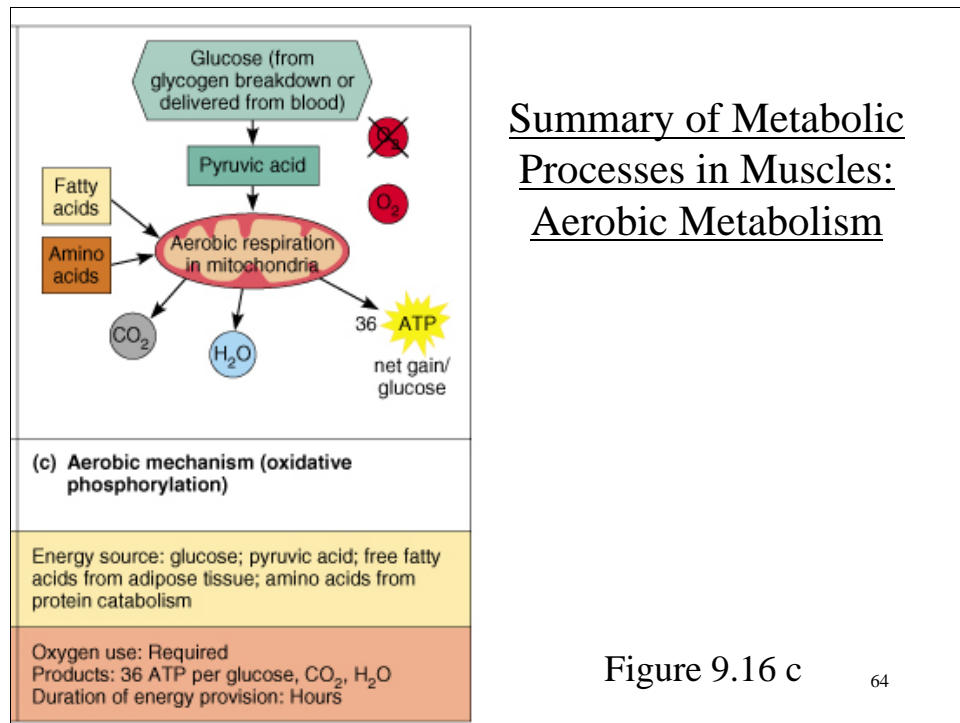 Glucose (from
glycogen breakdown or
delivered from blood)
O2
Pyruvic acid
O2
Fatty
acids
Amino
acids
Aerobic respiration
in mitochondria
CO2
H2O
36 ATP
net gain/
glucose
Summary of Metabolic
Processes in Muscles:
Aerobic Metabolism
(c) Aerobic mechanism (oxidative
phosphorylation)
Energy source: glucose; pyruvic acid; free fatty
acids from adipose tissue; amino acids from
protein catabolism
Oxygen use: Required
Products: 36 ATP per glucose, CO2, H2O
Duration of energy provision: Hours
Figure 9.16 c
64